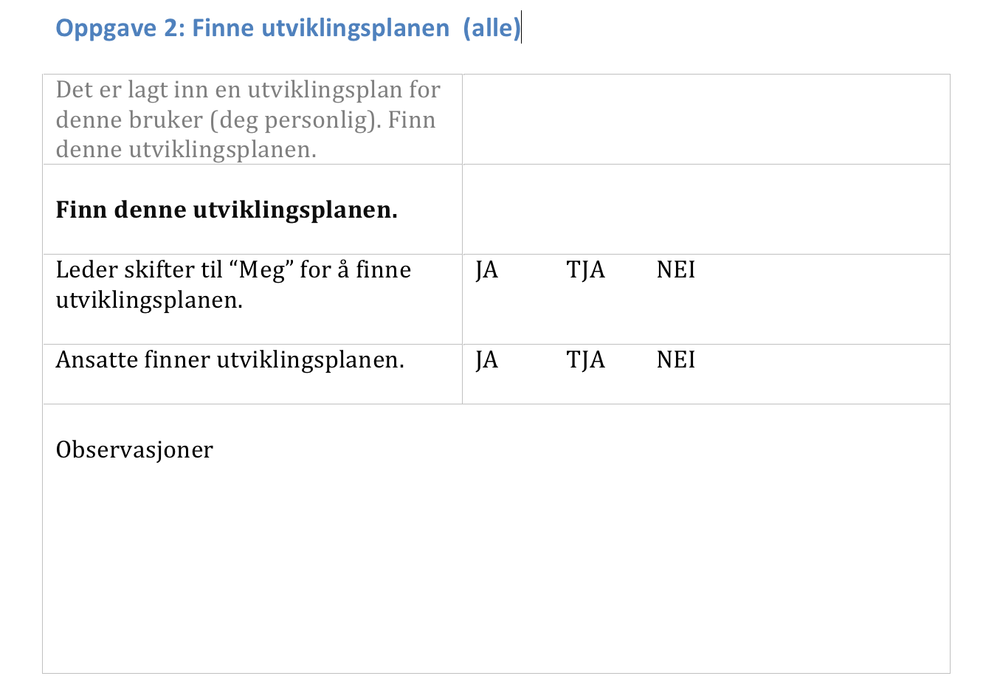 Oppgave 2: Finne utviklingsplanen  (alle)
Det er lagt inn en utviklingsplan for
denne bruker (deg personlig). Finn
denne utviklingsplanen.
Finn denne utviklingsplanen.
Leder skifter til “Meg” for å finne
utviklingsplanen.
JA TJA NEI
Ansatte finner utviklingsplanen.
JA TJA NEI
Observasjoner